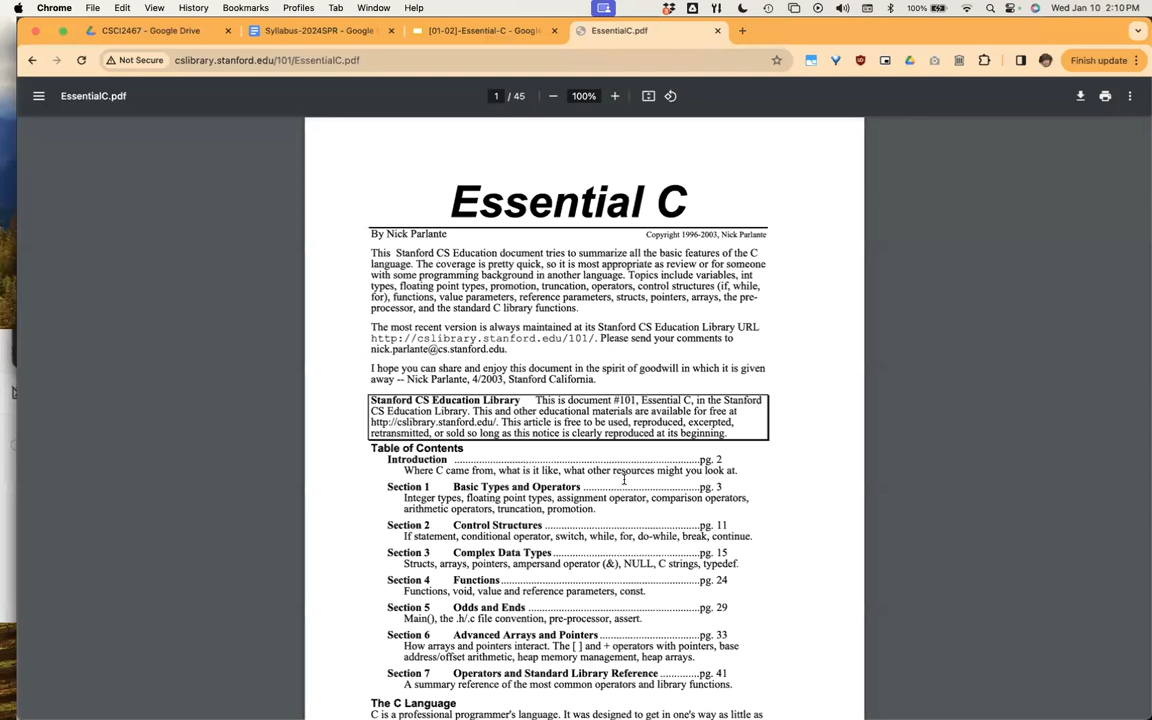 Chrome File Edit View History Bookmarks Profiles Tab Window Help 100% Wed Jan 10 2:10 PM
CSCI2467 - Google Drive Syllabus-2024SPR - Google [01-02]-Essential-C - Google EssentialC.pdf
Not Secure cslibrary.stanford.edu/101/EssentialC.pdf Finish update
EssentialC.pdf 1 / 45 100%
Essential C
By Nick Parlante Copyright 1996-2003, Nick Parlante
This Stanford CS Education document tries to summarize all the basic features of the C
language. The coverage is pretty quick, so it is most appropriate as review or for someone
with some programming background in another language. Topics include variables, int
types, floating point types, promotion, truncation, operators, control structures (if, while,
for), functions, value parameters, reference parameters, structs, pointers, arrays, the pre-
processor, and the standard C library functions.
The most recent version is always maintained at its Stanford CS Education Library URL
http://cslibrary.stanford.edu/101/. Please send your comments to
nick.parlante@cs.stanford.edu.
I hope you can share and enjoy this document in the spirit of goodwill in which it is given
away -- Nick Parlante, 4/2003, Stanford California.
Stanford CS Education Library This is document #101, Essential C, in the Stanford
CS Education Library. This and other educational materials are available for free at
http://cslibrary.stanford.edu/. This article is free to be used, reproduced, excerpted,
retransmitted, or sold so long as this notice is clearly reproduced at its beginning.
Table of Contents
Introduction .....................................................................pg. 2
Where C came from, what is it like, what other resources might you look at.
Section 1 Basic Types and Operators ..................................pg. 3
Integer types, floating point types, assignment operator, comparison operators,
arithmetic operators, truncation, promotion.
Section 2 Control Structures ............................................pg. 11
If statement, conditional operator, switch, while, for, do-while, break, continue.
Section 3 Complex Data Types..........................................pg. 15
Structs, arrays, pointers, ampersand operator (&), NULL, C strings, typedef.
Section 4 Functions........................................................pg. 24
Functions, void, value and reference parameters, const.
Section 5 Odds and Ends .................................................pg. 29
Main(), the .h/.c file convention, pre-processor, assert.
Section 6 Advanced Arrays and Pointers.............................pg. 33
How arrays and pointers interact. The [ ] and + operators with pointers, base
address/offset arithmetic, heap memory management, heap arrays.
Section 7 Operators and Standard Library Reference.............pg. 41
A summary reference of the most common operators and library functions.
The C Language
C is a professional programmer's language. It was designed to get in one's way as little as